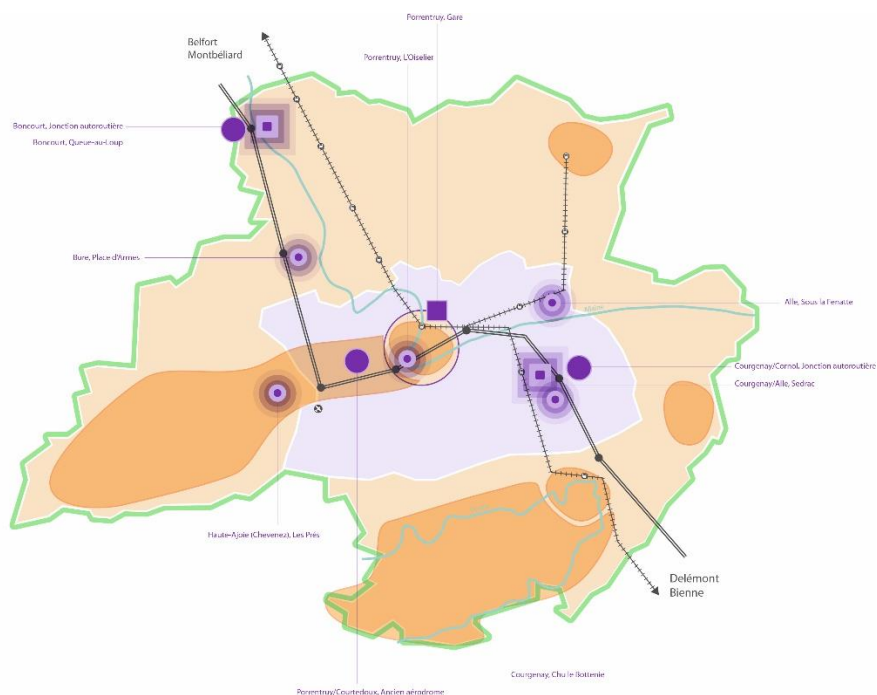 Porrentruy, Gare
Belfort
Montbéliard
Porrentruy, L'Oiselier
Boncourt, Jonction autoroutière
Boncourt, Queue-au-Loup
Bure, Place d'Armes
Alle, Sous la Fenatte
Courgenay/Cornol, Jonction autoroutière
Courgenay/Alle, Sedrac
Haute-Ajoie (Chevenez), Les Prés
Delémont
Bienne
Courgenay, Chu le Bottenie
Porrentruy/Courtedoux, Ancien aérodrome